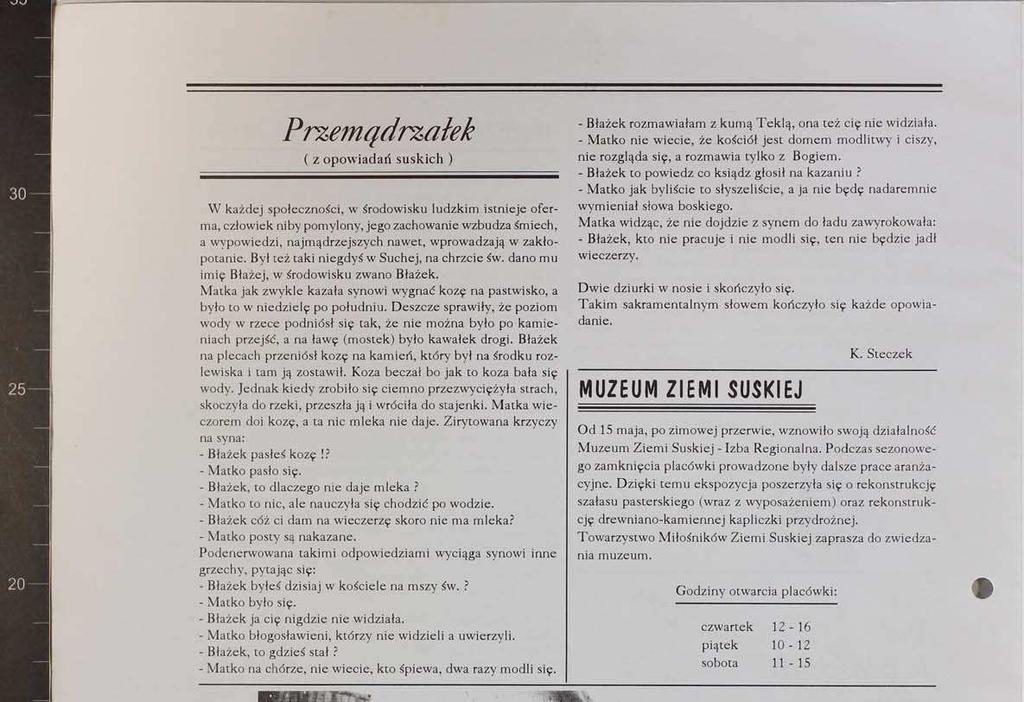 Przemądrzałek
( z opowiadań suskich )
W każdej społeczności, w środowisku ludzkim istnieje ofer-
ma, człowiek niby pomylony, jego zachowanie wzbudza śmiech,
a wypowiedzi, najmądrzejszych nawet, wprowadzają w zakło-
potanie. Był też taki niegdyś w Suchej, na chrzcie św. dano mu
imię Błażej, w środowisku zwano Błażek.
Matka jak zwykle kazała synowi wygnać kozę na pastwisko, a
było to w niedzielę po południu. Deszcze sprawiły, że poziom
wody w rzece podniósł się tak, że nie można było po kamie-
niach przejść, a na ławę (mostek) było kawałek drogi. Błażek
na plecach przeniósł kozę na kamień, który był na środku roz-
lewiska i tam ją zostawił. Koza beczał bo jak to koza bała się
wody. Jednak kiedy zrobiło się ciemno przezwyciężyła strach,
skoczyła do rzeki, przeszła ją i wróciła do stajenki. Matka wie-
czorem doi kozę, a ta nic mleka nie daje. Zirytowana krzyczy
na syna:
- Błażek pasłeś kozę !?
- Matko pasło się.
- Błażek, to dlaczego nie daje mleka ?
- Matko to nic, ale nauczyła się chodzić po wodzie.
- Błażek cóż ci dam na wieczerzę skoro nie ma mleka?
- Matko posty są nakazane.
Podenerwowana takimi odpowiedziami wyciąga synowi inne
grzechy, pytając się:
- Błażek byłeś dzisiaj w kościele na mszy św. ?
- Matko było się.
- Błażek ja cię nigdzie nie widziała.
- Matko błogosławieni, którzy nie widzieli a uwierzyli.
- Błażek, to gdzieś stał ?
- Matko na chórze, nie wiecie, kto śpiewa, dwa razy modli się.
- Błażek rozmawiałam z kumą Teklą, ona też cię nie widziała.
- Matko nie wiecie, że kościół jest domem modlitwy i ciszy,
nie rozgląda się, a rozmawia tylko z Bogiem.
- Błażek to powiedz co ksiądz głosił na kazaniu ?
- Matko jak byliście to słyszeliście, a ja nie będę nadaremnie
wymieniał słowa boskiego.
Matka widząc, że nie dojdzie z synem do ładu zawyrokowała:
- Błażek, kto nie pracuje i nie modli się, ten nie będzie jadł
wieczerzy.
Dwie dziurki w nosie i skończyło się.
Takim sakramentalnym słowem kończyło się każde opowia-
danie.
K. Steczek
MUZEUM ZIEMI SUSKIEJ
Od 15 maja, po zimowej przerwie, wznowiło swoją działalność
Muzeum Ziemi Suskiej - Izba Regionalna. Podczas sezonowe-
go zamknięcia placówki prowadzone były dalsze prace aranża-
cyjne. Dzięki temu ekspozycja poszerzyła się o rekonstrukcję
szałasu pasterskiego (wraz z wyposażeniem) oraz rekonstruk-
cję drewniano-kamiennej kapliczki przydrożnej.
Towarzystwo Miłośników Ziemi Suskiej zaprasza do zwiedza-
nia muzeum.
Godziny otwarcia placówki:
czwartek 12 - 16
piątek 10 - 12
sobota 11 - 15
30
25
20